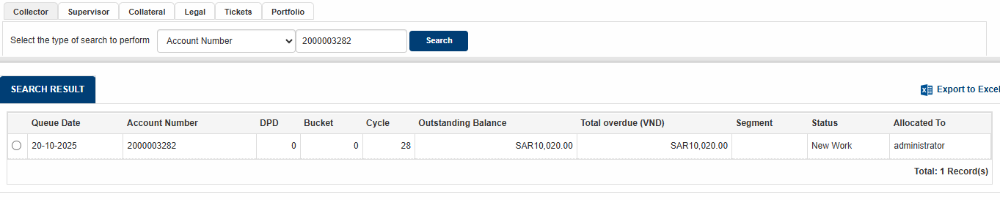 Collector Supervisor Collateral Legal Tickets Portfolio
Select the type of search to perform Account Number 2000003282 Search
SEARCH RESULT Export to Excel
Queue Date Account Number DPD Bucket Cycle Outstanding Balance Total overdue (VND) Segment Status Allocated To
20-10-2025 2000003282 0 0 28 SAR10,020.00 SAR10,020.00 New Work administrator
Total: 1 Record(s)